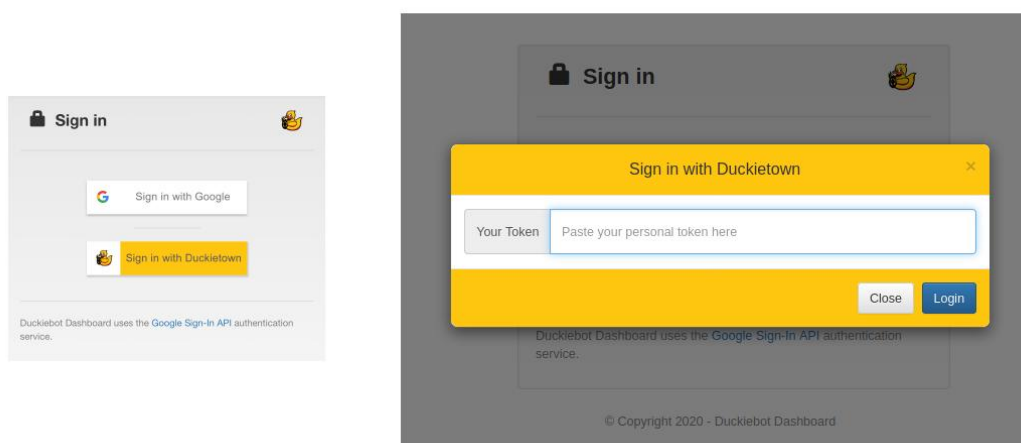 Sign in
Sign in with Google
Sign in with Duckietown
Duckiebot Dashboard uses the Google Sign-In API authentication
service.
Sign in
Sign in with Duckietown
×
Your Token
Paste your personal token here
Close
Login
Duckiebot Dashboard uses the Google Sign-In API authentication
service.
© Copyright 2020 - Duckiebot Dashboard